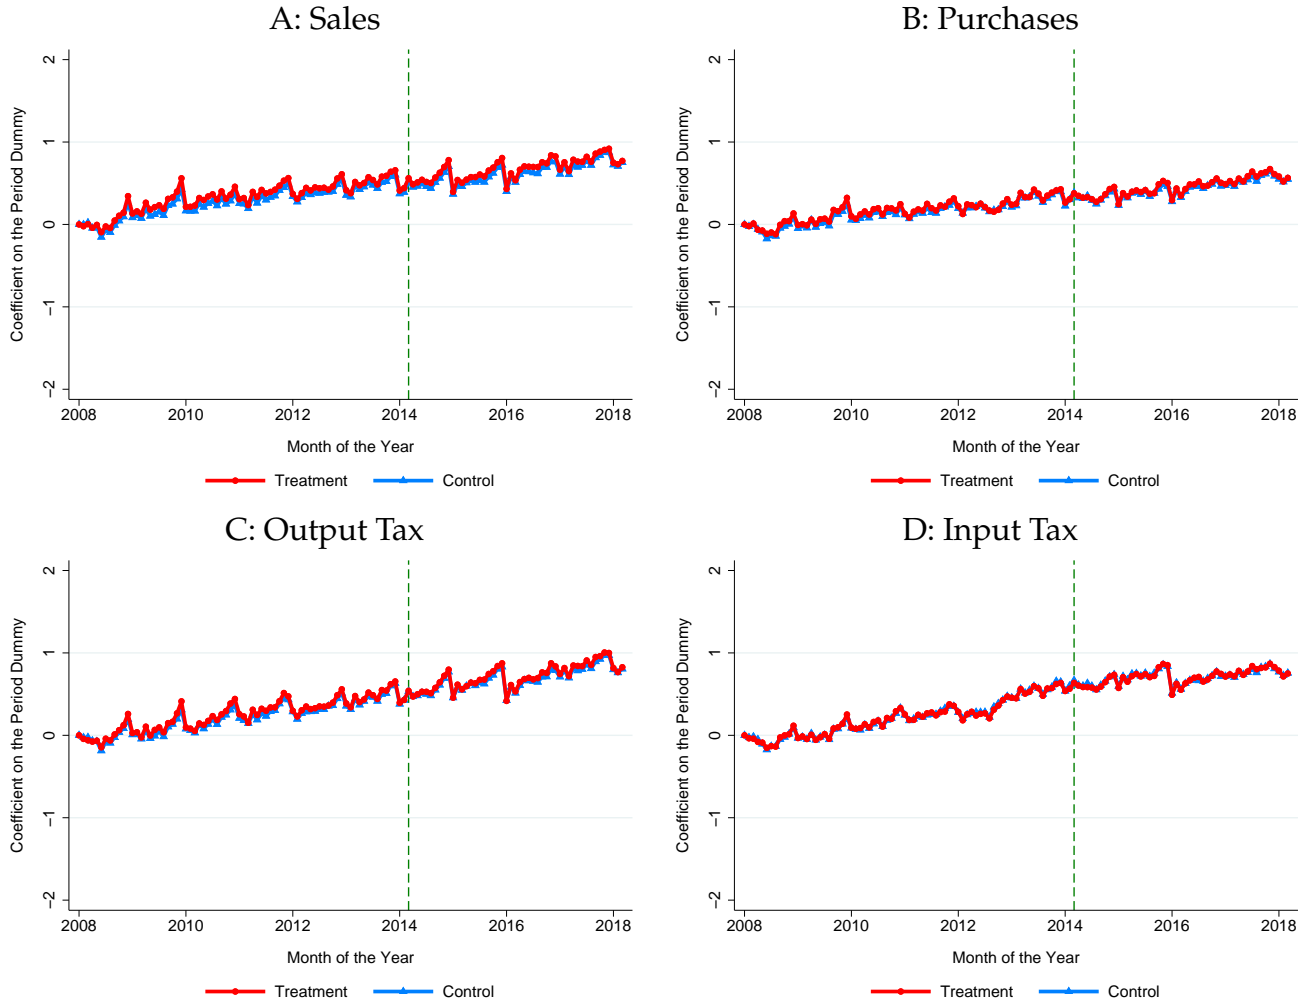 A: Sales
Coefficient on the Period Dummy
2
1
0
−1
−2
2008 2010 2012 2014 2016 2018
Month of the Year
Treatment Control
B: Purchases
Coefficient on the Period Dummy
2
1
0
−1
−2
2008 2010 2012 2014 2016 2018
Month of the Year
Treatment Control
C: Output Tax
Coefficient on the Period Dummy
2
1
0
−1
−2
2008 2010 2012 2014 2016 2018
Month of the Year
Treatment Control
D: Input Tax
Coefficient on the Period Dummy
2
1
0
−1
−2
2008 2010 2012 2014 2016 2018
Month of the Year
Treatment Control